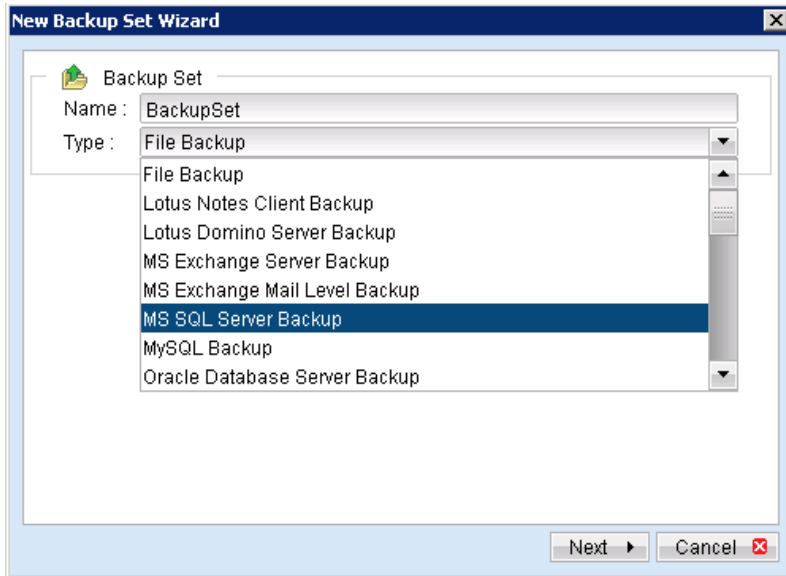 New Backup Set Wizard
Backup Set
Name : BackupSet
Type : File Backup
File Backup
Lotus Notes Client Backup
Lotus Domino Server Backup
MS Exchange Server Backup
MS Exchange Mail Level Backup
MS SQL Server Backup
MySQL Backup
Oracle Database Server Backup
Next Cancel